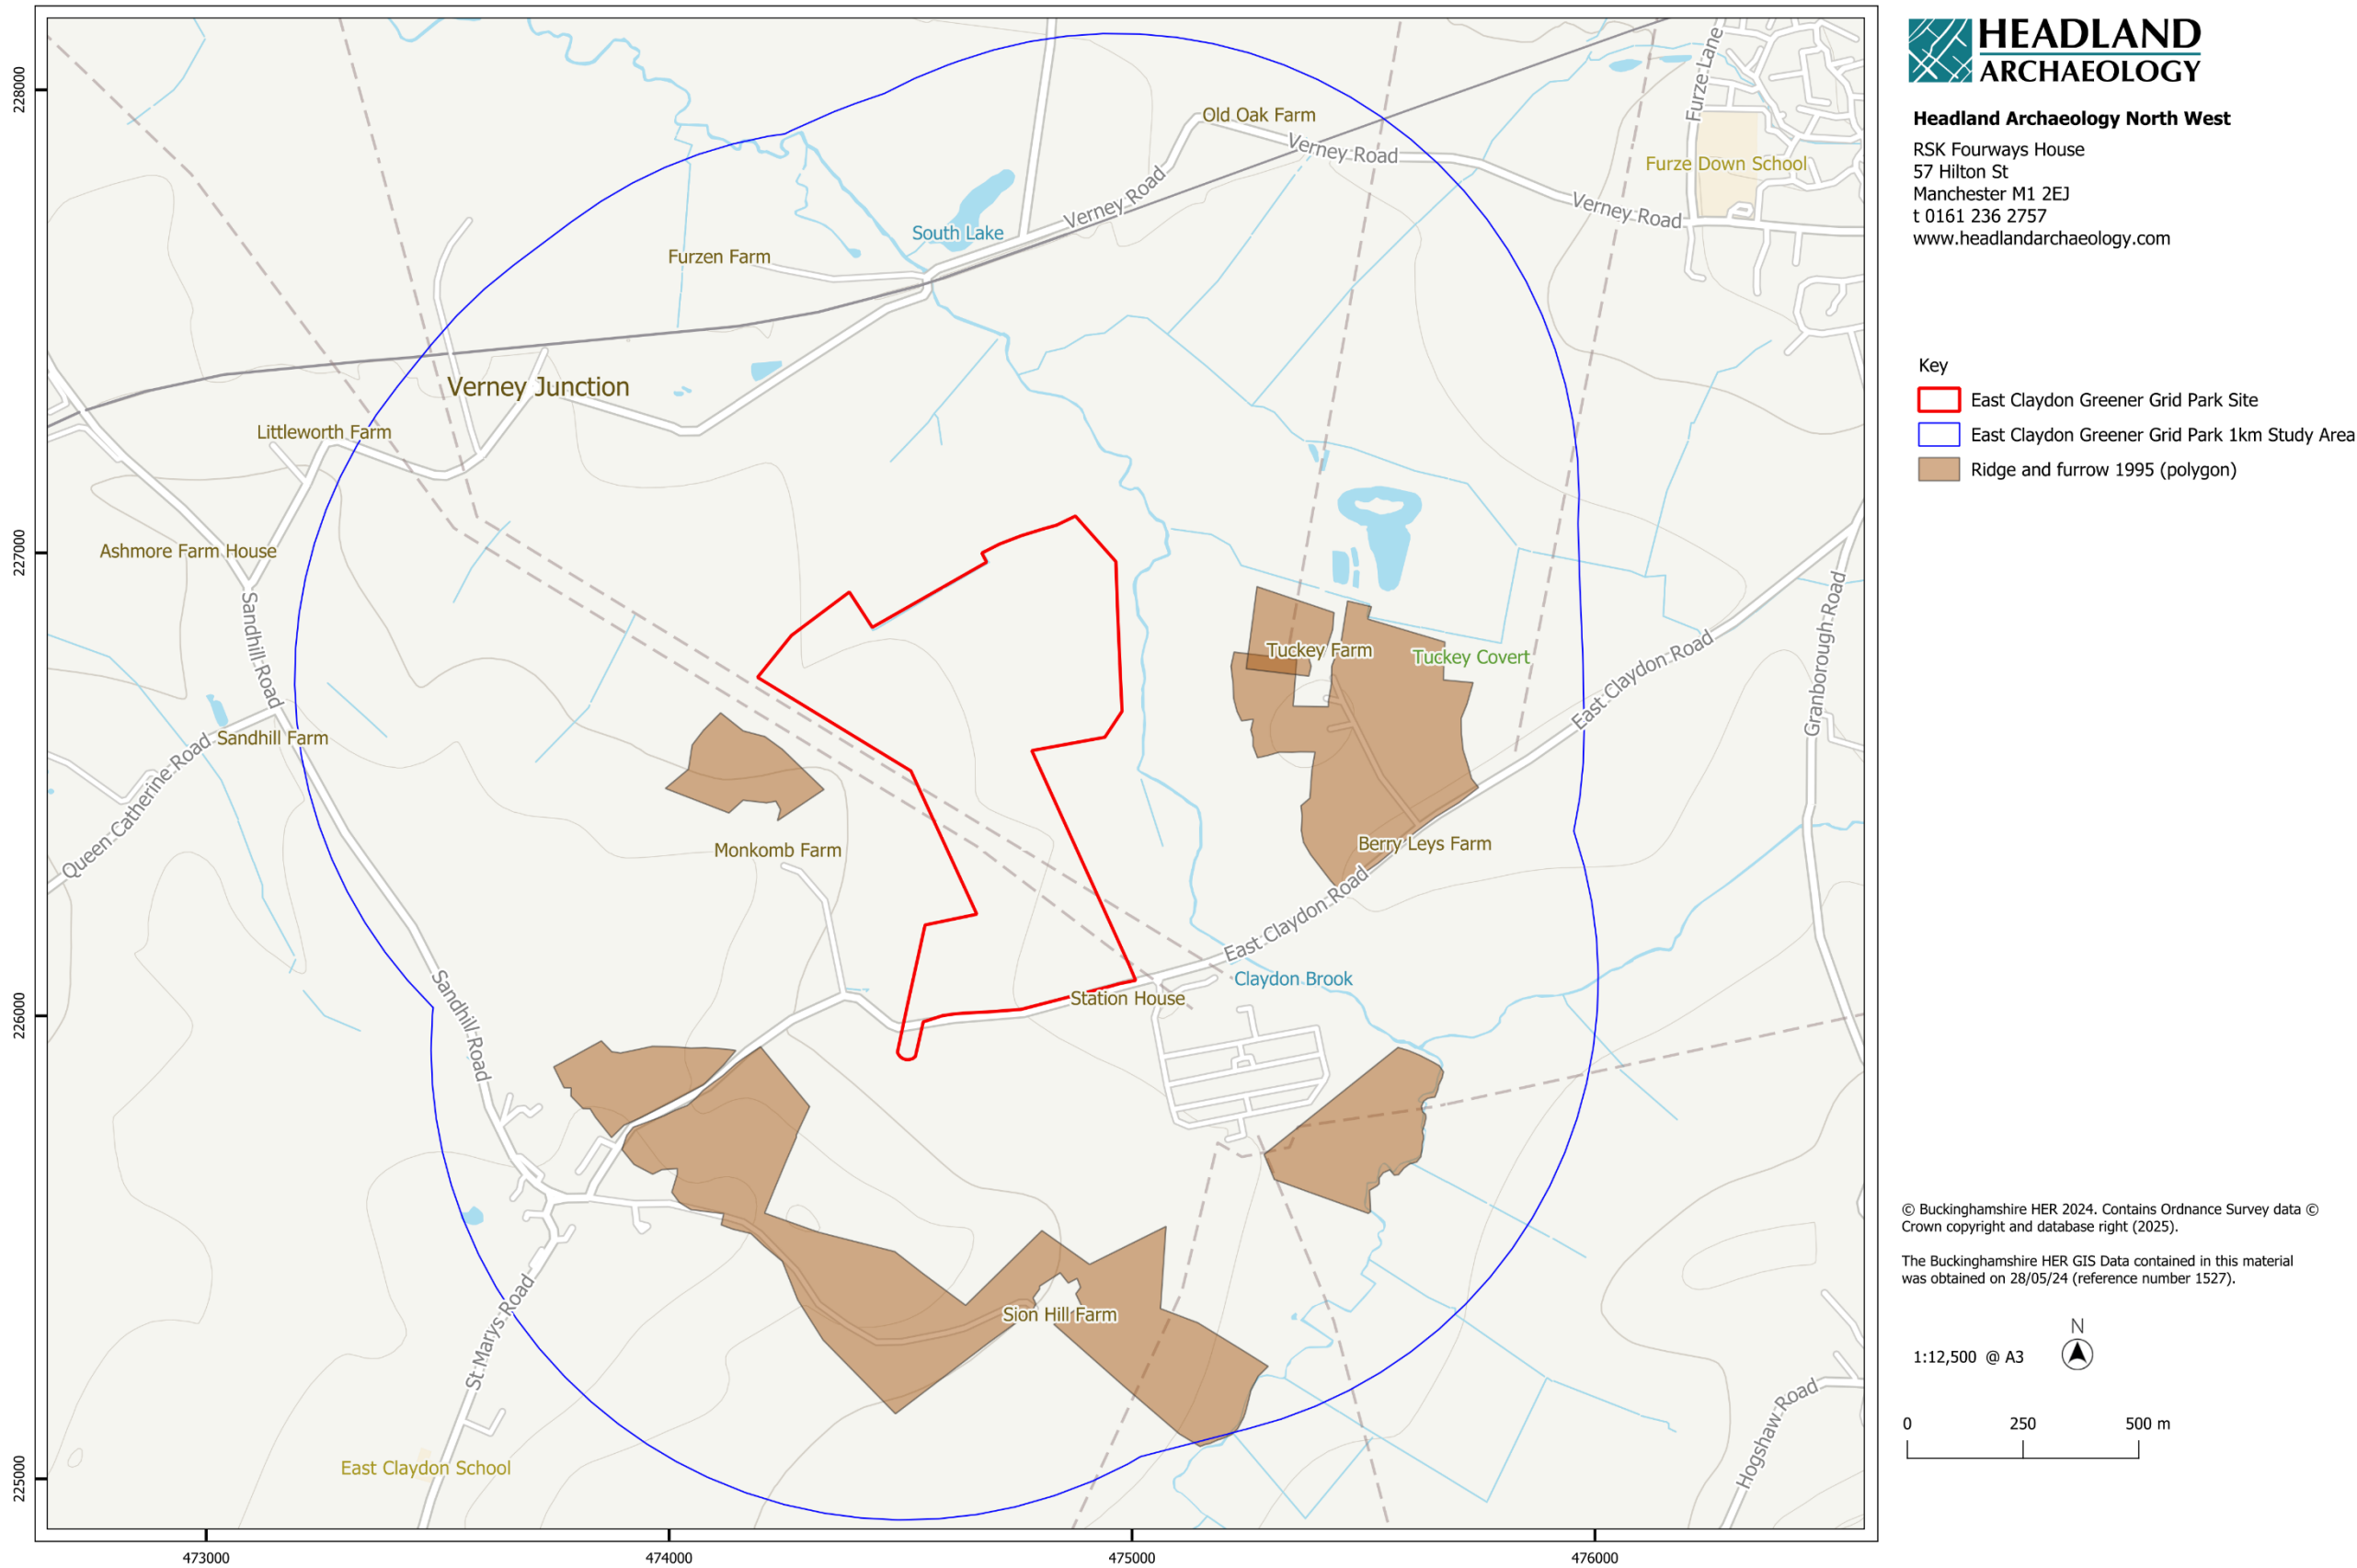 HEADLAND
ARCHAEOLOGY
Headland Archaeology North West
RSK Fourways House
57 Hilton St
Manchester M1 2EJ
t 0161 236 2757
www.headlandarchaeology.com
Key
East Claydon Greener Grid Park Site
East Claydon Greener Grid Park 1km Study Area
Ridge and furrow 1995 (polygon)
© Buckinghamshire HER 2024. Contains Ordnance Survey data ©
Crown copyright and database right (2025).
The Buckinghamshire HER GIS Data contained in this material
was obtained on 28/05/24 (reference number 1527).
1:12,500 @ A3
N
0 250 500 m
228000
227000
226000
225000
473000
474000
475000
476000
Furze Lane
Old Oak Farm
Verney Road
Furze Down School
Verney Road
Verney Road
South Lake
Furzen Farm
Verney Junction
Littleworth Farm
Ashmore Farm House
Sandhill Road
Granborough Road
Tuckey Farm
Tuckey Covert
East Claydon Road
Sandhill Farm
Queen Catherine Road
Monkomb Farm
Berry Leys Farm
East Claydon Road
Claydon Brook
Station House
Sandhill Road
Sion Hill Farm
St Marys Road
East Claydon School
Hogshaw Road